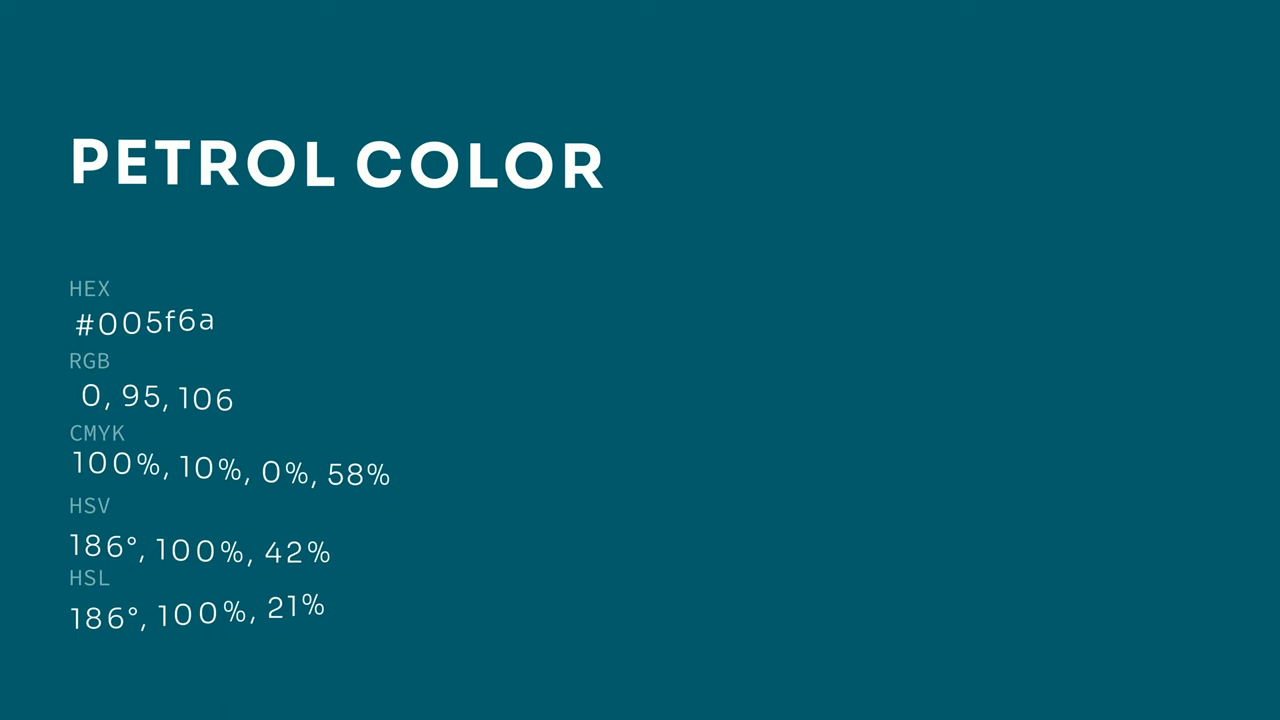 PETROL COLOR
HEX
#005f6a
RGB
0, 95, 106
CMYK
100%, 10%, 0%, 58%
HSV
186°, 100%, 42%
HSL
186°, 100%, 21%